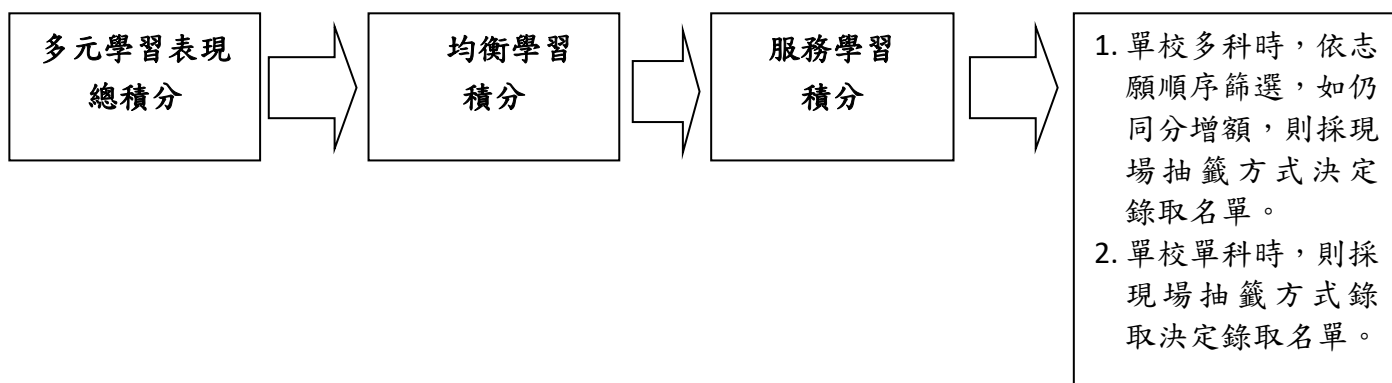 多元學習表現
總積分
均衡學習
積分
服務學習
積分
1. 單校多科時，依志
願順序篩選，如仍
同分增額，則採現
場抽籤方式決定
錄取名單。
2. 單校單科時，則採
現場抽籤方式錄
取決定錄取名單。